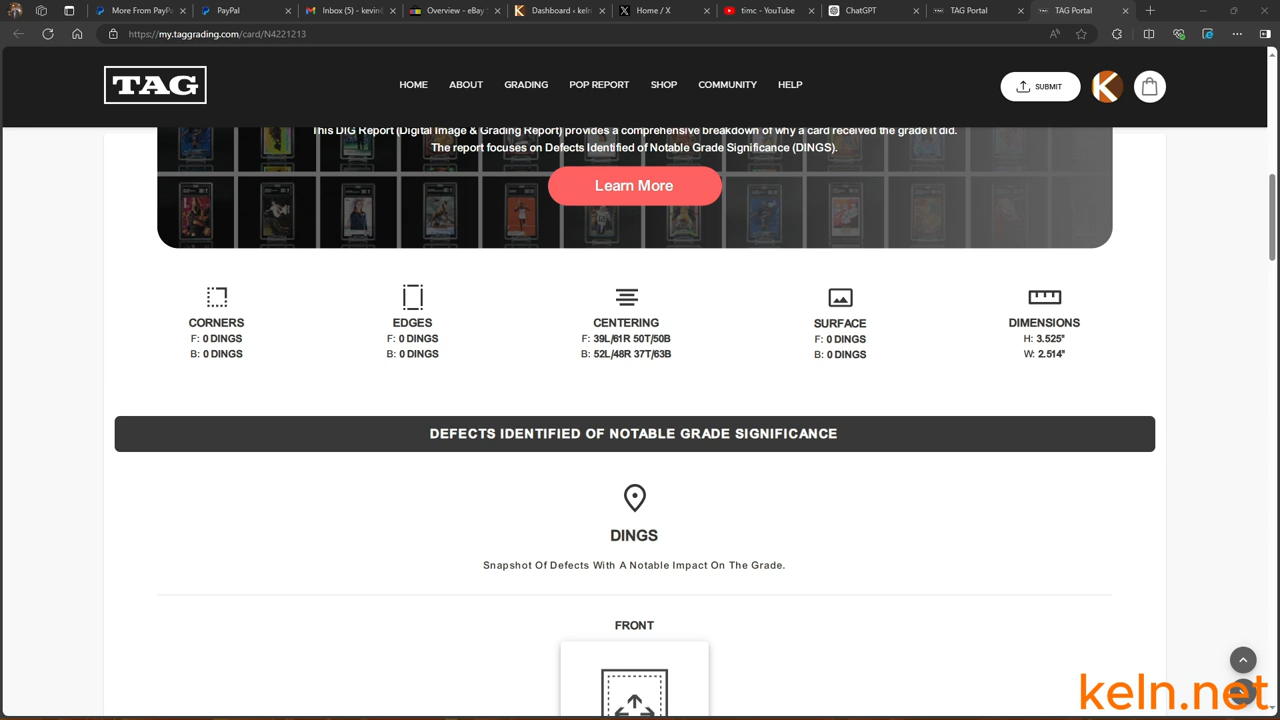 More From PayPa
PayPal
Inbox (5) - kevin@
Overview - eBay S
Dashboard ‹ keln
Home / X
timc - YouTube
ChatGPT
TAG Portal
TAG Portal
https://my.taggrading.com/card/N4221213
TAG
HOME
ABOUT
GRADING
POP REPORT
SHOP
COMMUNITY
HELP
SUBMIT
K
This DIG Report (Digital Image & Grading Report) provides a comprehensive breakdown of why a card received the grade it did.
The report focuses on Defects Identified of Notable Grade Significance (DINGS).
Learn More
CORNERS
F: 0 DINGS
B: 0 DINGS
EDGES
F: 0 DINGS
B: 0 DINGS
CENTERING
F: 39L/61R 50T/50B
B: 52L/48R 37T/63B
SURFACE
F: 0 DINGS
B: 0 DINGS
DIMENSIONS
H: 3.525"
W: 2.514"
DEFECTS IDENTIFIED OF NOTABLE GRADE SIGNIFICANCE
DINGS
Snapshot Of Defects With A Notable Impact On The Grade.
FRONT
keln.net